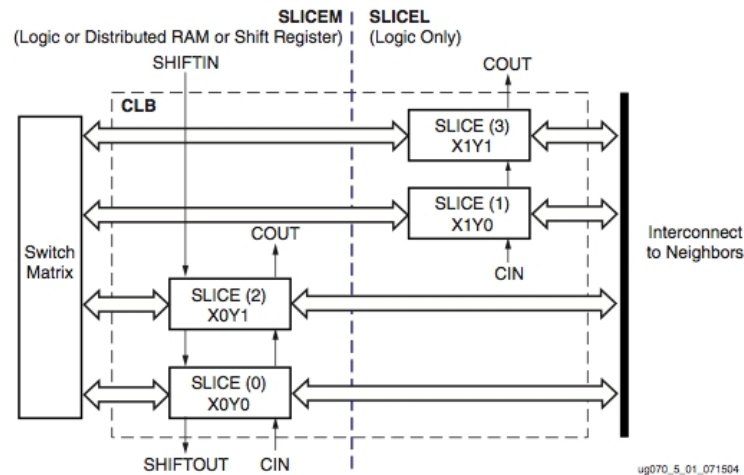 SLICEM
(Logic or Distributed RAM or Shift Register)
SLICEL
(Logic Only)
SHIFTIN
COUT
CLB
SLICE (3)
X1Y1
SLICE (1)
X1Y0
COUT
CIN
Switch
Matrix
Interconnect
to Neighbors
SLICE (2)
X0Y1
SLICE (0)
X0Y0
SHIFTOUT
CIN
ug070_5_01_071504